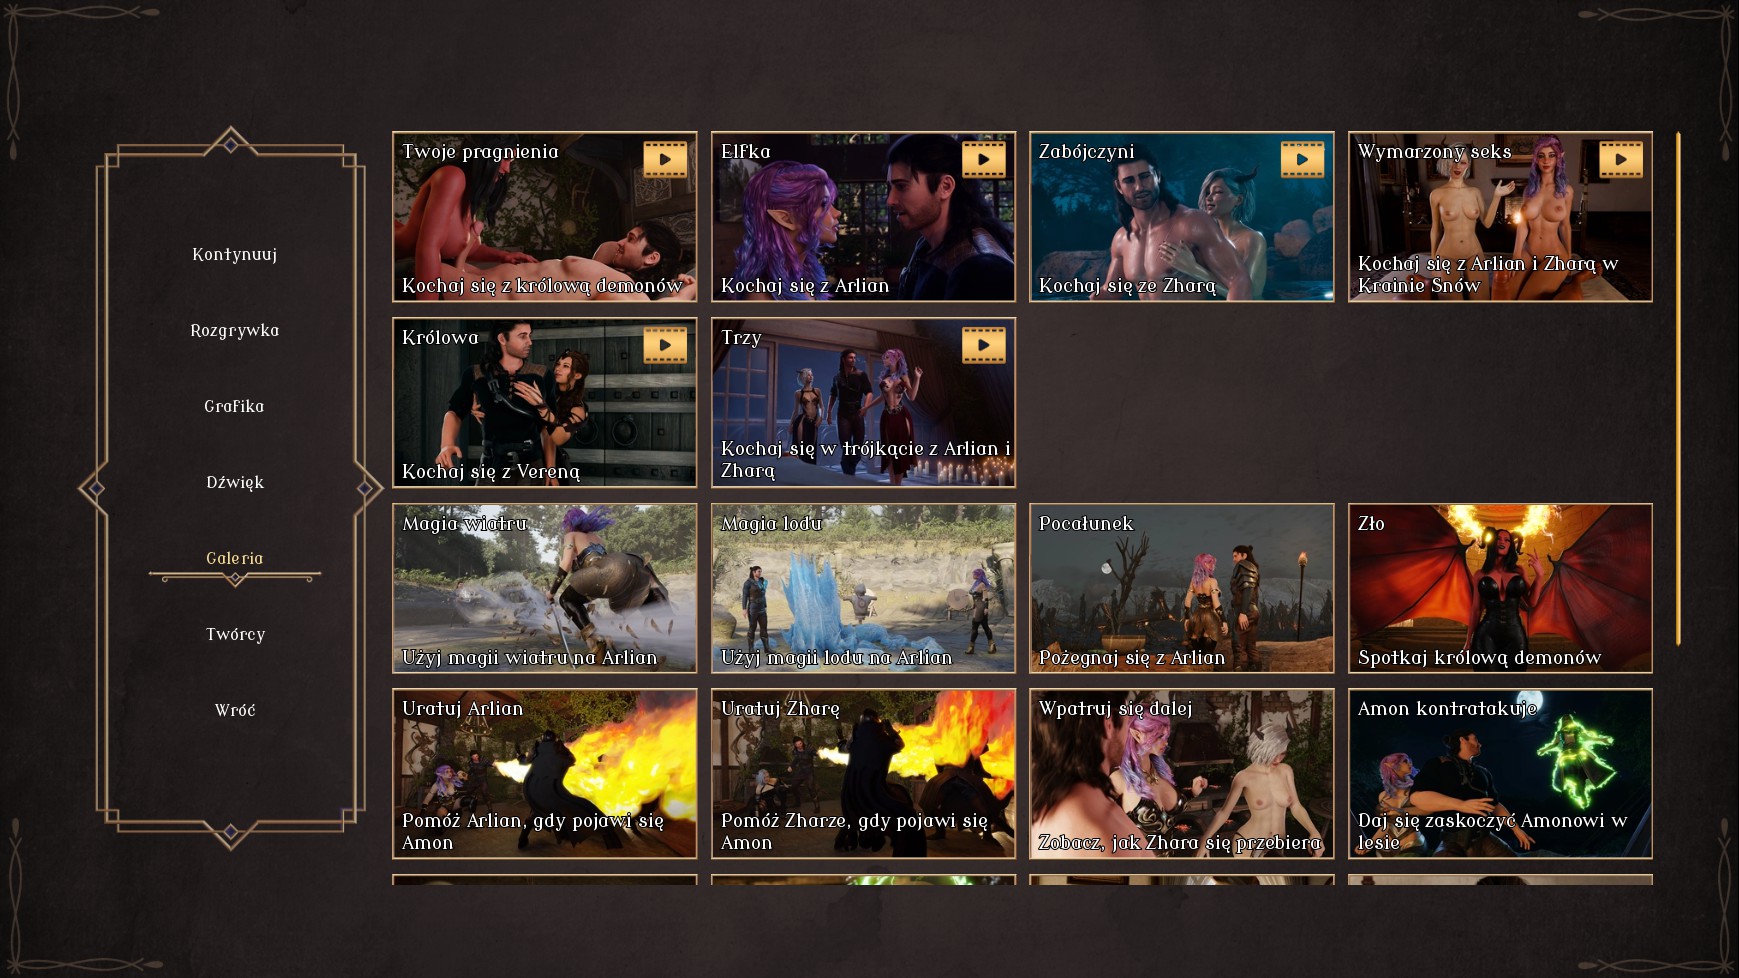 Kontynuuj
Rozgrywka
Grafika
Dźwięk
Galeria
Twórcy
Wróć
Twoje pragnienia
Kochaj się z królową demonów
Elfka
Kochaj się z Arlian
Zabójczyni
Kochaj się ze Zharą
Wymarzony seks
Kochaj się z Arlian i Zharą w
Krainie Snów
Królowa
Kochaj się z Vereną
Trzy
Kochaj się w trójkącie z Arlian i
Zharą
Magia wiatru
Użyj magii wiatru na Arlian
Magia lodu
Użyj magii lodu na Arlian
Pocałunek
Pożegnaj się z Arlian
Zło
Spotkaj królową demonów
Uratuj Arlian
Pomóż Arlian, gdy pojawi się
Amon
Uratuj Zharę
Pomóż Zharze, gdy pojawi się
Amon
Wpatruj się dalej
Zobacz, jak Zhara się przebiera
Amon kontratakuje
Daj się zaskoczyć Amonowi w
lesie